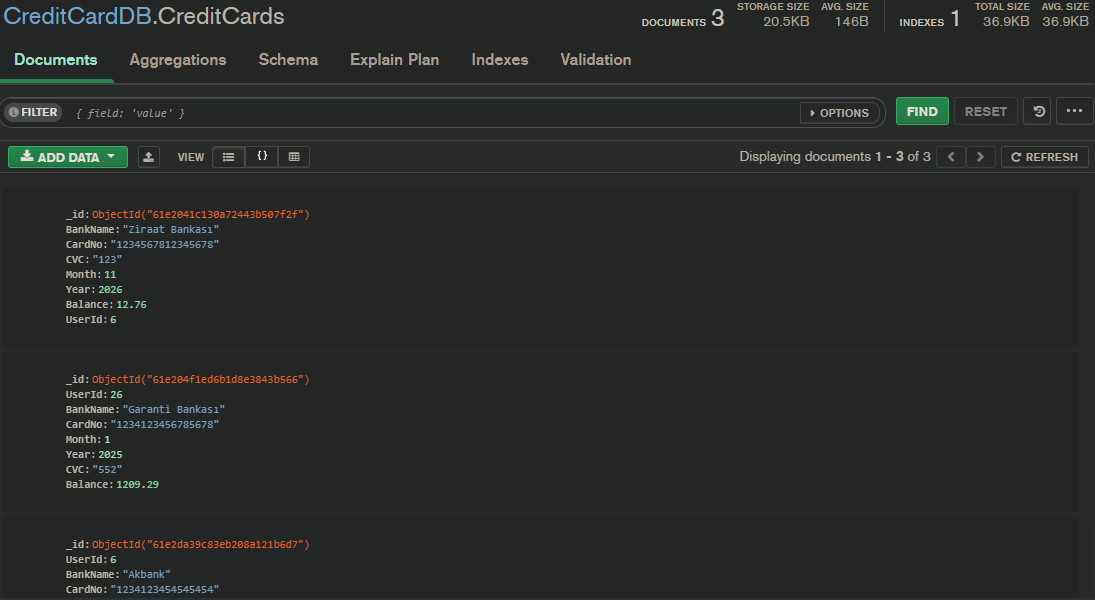 CreditCardDB.CreditCards
DOCUMENTS 3 STORAGE SIZE 20.5KB AVG. SIZE 146B INDEXES 1 TOTAL SIZE 36.9KB AVG. SIZE 36.9KB
Documents Aggregations Schema Explain Plan Indexes Validation
FILTER { field: 'value' } OPTIONS FIND RESET ...
ADD DATA VIEW {} Displaying documents 1 - 3 of 3 REFRESH
_id: ObjectId("61e2041c130a72443b507f2f")
BankName: "Ziraat Bankası"
CardNo: "1234567812345678"
CVC: "123"
Month: 11
Year: 2026
Balance: 12.76
UserId: 6
_id: ObjectId("61e204f1ed6b1d8e3843b566")
UserId: 26
BankName: "Garanti Bankası"
CardNo: "1234123456785678"
Month: 1
Year: 2025
CVC: "552"
Balance: 1209.29
_id: ObjectId("61e2da39c83eb208a121b6d7")
UserId: 6
BankName: "Akbank"
CardNo: "1234123454545454"